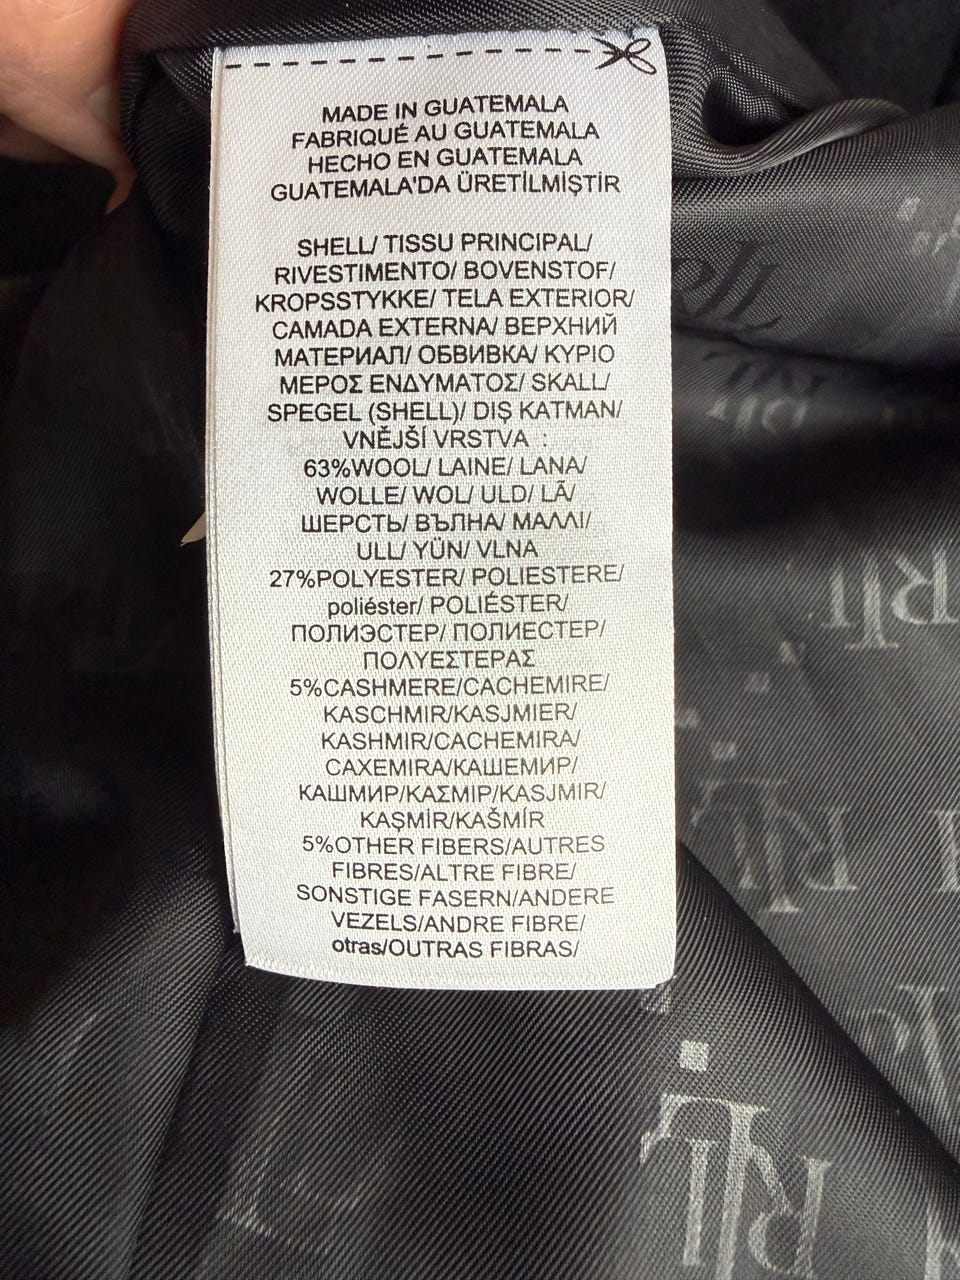 MADE IN GUATEMALA
FABRIQUÉ AU GUATEMALA
HECHO EN GUATEMALA
GUATEMALA'DA ÜRETİLMİŞTİR
SHELL/ TISSU PRINCIPAL/
RIVESTIMENTO/ BOVENSTOF/
KROPSSTYKKE/ TELA EXTERIOR/
CAMADA EXTERNA/ ВЕРХНИЙ
МАТЕРИАЛ/ ОБВИВКА/ ΚΥΡΙΟ
ΜΕΡΟΣ ΕΝΔΥΜΑΤΟΣ/ SKALL/
SPEGEL (SHELL)/ DIŞ KATMAN/
VNĚJŠÍ VRSTVA :
63%WOOL/ LAINE/ LANA/
WOLLE/ WOL/ ULD/ LÃ/
ШЕРСТЬ/ ВЪЛНА/ ΜΑΛΛΙ/
ULL/ YÜN/ VLNA
27%POLYESTER/ POLIESTERE/
poliéster/ POLIÉSTER/
ПОЛИЭСТЕР/ ПОЛИЕСТЕР/
ΠΟΛΥΕΣΤΕΡΑΣ
5%CASHMERE/CACHEMIRE/
KASCHMIR/KASJMIER/
KASHMIR/CACHEMIRA/
CAXEMIRA/КАШЕМИР/
КАШМИР/ΚΑΣΜΙΡ/KASJMIR/
KAŞMİR/KAŠMÍR
5%OTHER FIBERS/AUTRES
FIBRES/ALTRE FIBRE/
SONSTIGE FASERN/ANDERE
VEZELS/ANDRE FIBRE/
otras/OUTRAS FIBRAS/
RLL